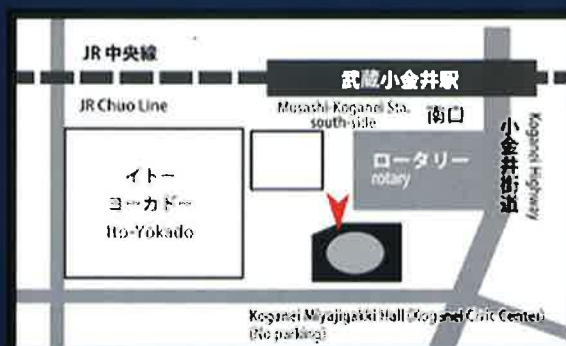 JR 中央線
武蔵小金井駅
JR Chuo Line
Musashi-Koganei Sta.
south-side
南口
小金井街道
Koganei Highway
ロータリー
rotary
イトー
ヨーカドー
Ito-Yokado
Koganei Miyajigakki Hall (Koganei Civic Center)
(No parking)